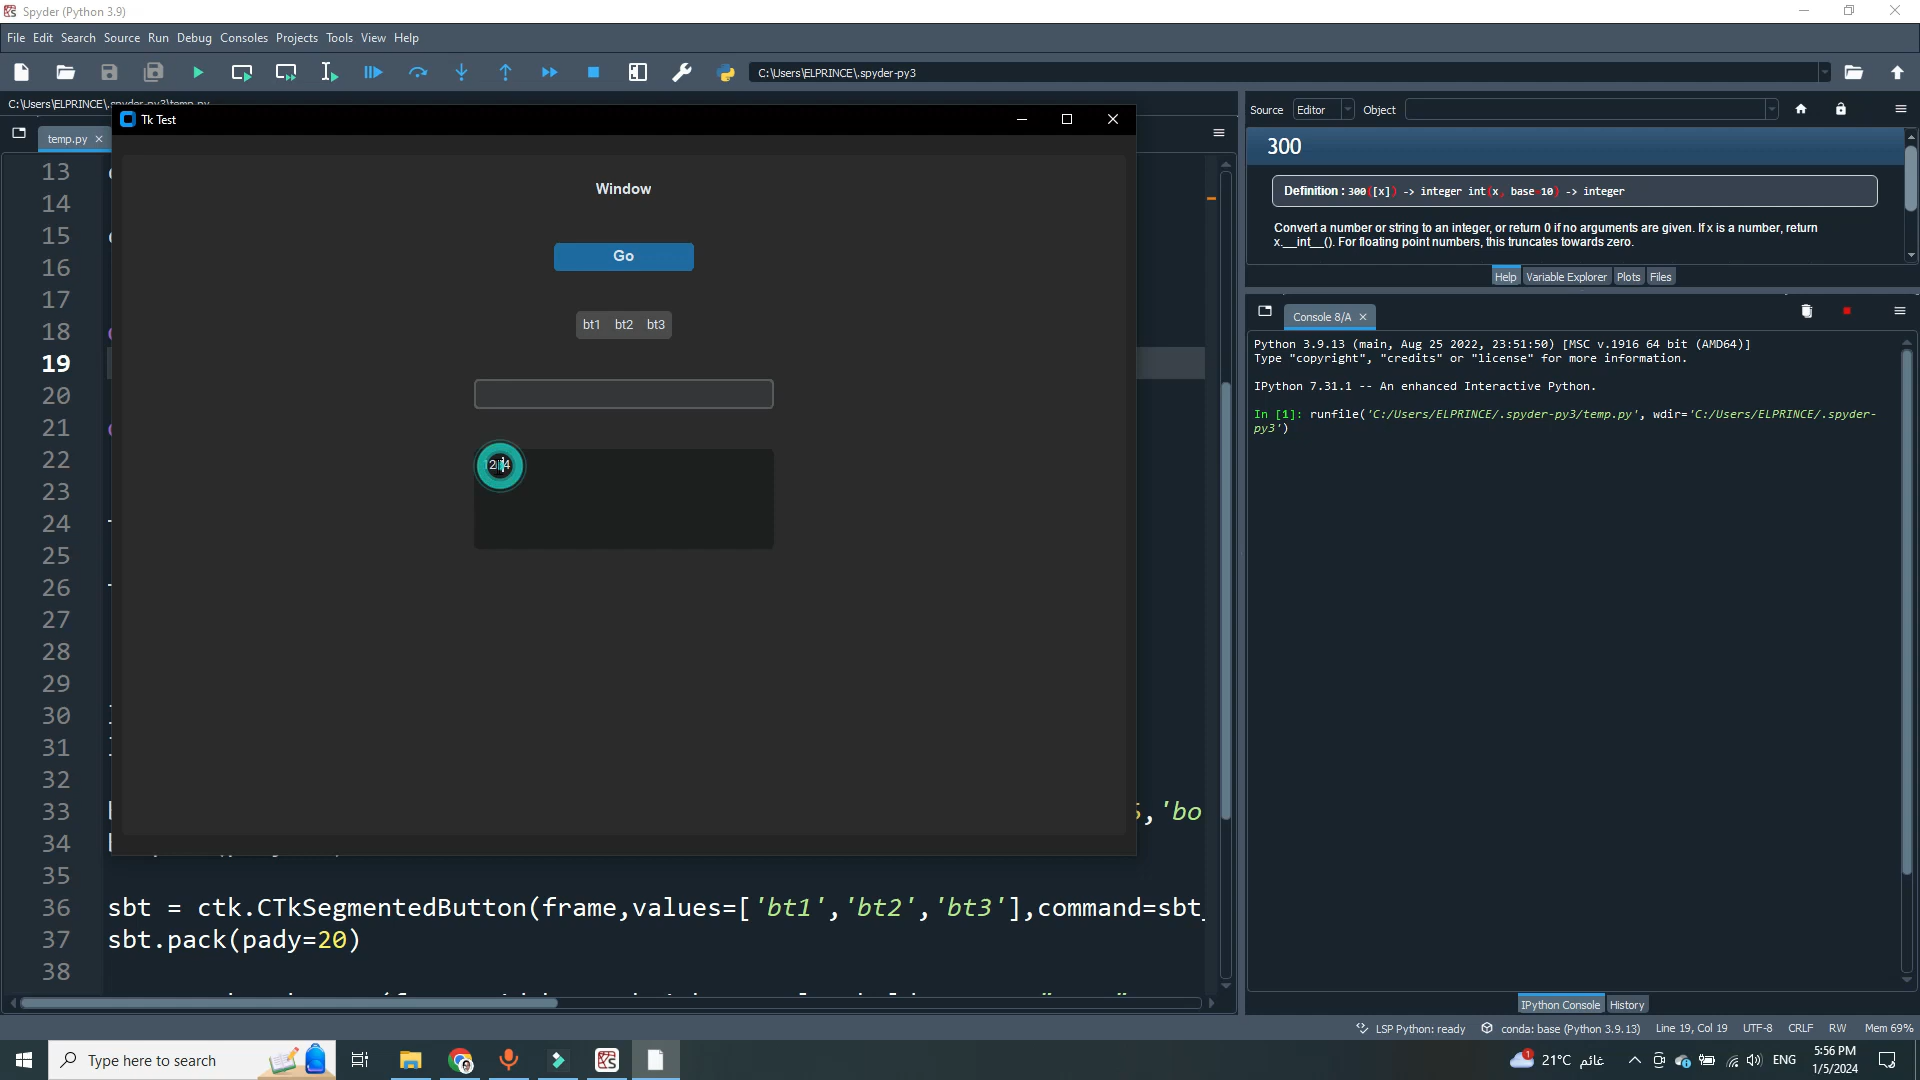 Spyder (Python 3.9)
File Edit Search Source Run Debug Consoles Projects Tools View Help
C:\Users\ELPRINCE\.spyder-py3
C:\Users\ELPRINCE\.spyder-py3\temp.py
temp.py
Tk Test
Window
Go
bt1 bt2 bt3
13
14
15
16
17
18
19
20
21
22
23
24
25
26
27
28
29
30
31
32
33
5,'bo
34
35
36 sbt = ctk.CTkSegmentedButton(frame,values=['bt1','bt2','bt3'],command=sbt_
37 sbt.pack(pady=20)
38
Source Editor Object
300
Definition : 300([x]) -> integer int(x, base=10) -> integer
Convert a number or string to an integer, or return 0 if no arguments are given. If x is a number, return
x.__int__(). For floating point numbers, this truncates towards zero.
Help Variable Explorer Plots Files
Console 8/A
Python 3.9.13 (main, Aug 25 2022, 23:51:50) [MSC v.1916 64 bit (AMD64)]
Type "copyright", "credits" or "license" for more information.
IPython 7.31.1 -- An enhanced Interactive Python.
In [1]: runfile('C:/Users/ELPRINCE/.spyder-py3/temp.py', wdir='C:/Users/ELPRINCE/.spyder-
py3')
IPython Console History
LSP Python: ready conda: base (Python 3.9.13) Line 19, Col 19 UTF-8 CRLF RW Mem 69%
Type here to search
1 21°C غائم ENG
5:56 PM
1/5/2024